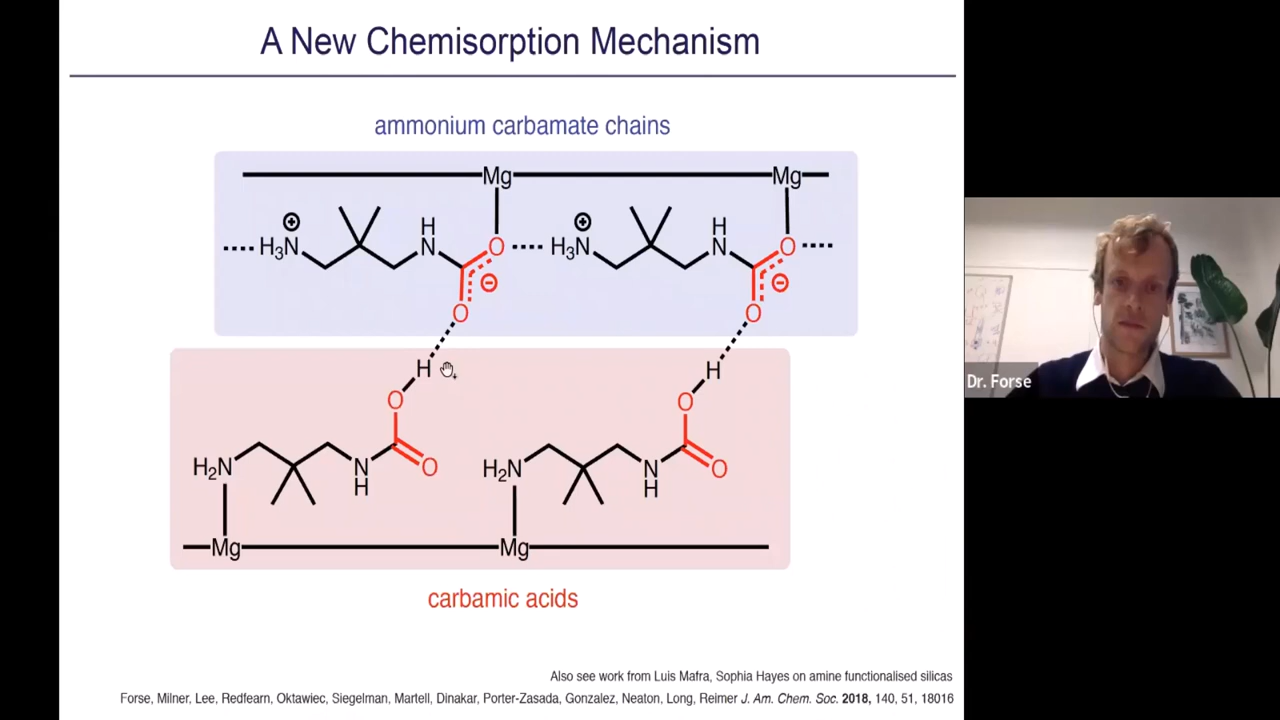 A New Chemisorption Mechanism
ammonium carbamate chains
Mg Mg
H₃N ⊕ H N O ⊖ O H₃N ⊕ H N O ⊖ O
H O O H₂N N H Mg
H O O H₂N N H Mg
carbamic acids
Also see work from Luis Mafra, Sophia Hayes on amine functionalised silicas
Forse, Milner, Lee, Redfearn, Oktawiec, Siegelman, Martell, Dinakar, Porter-Zasada, Gonzalez, Neaton, Long, Reimer J. Am. Chem. Soc. 2018, 140, 51, 18016
Dr. Forse